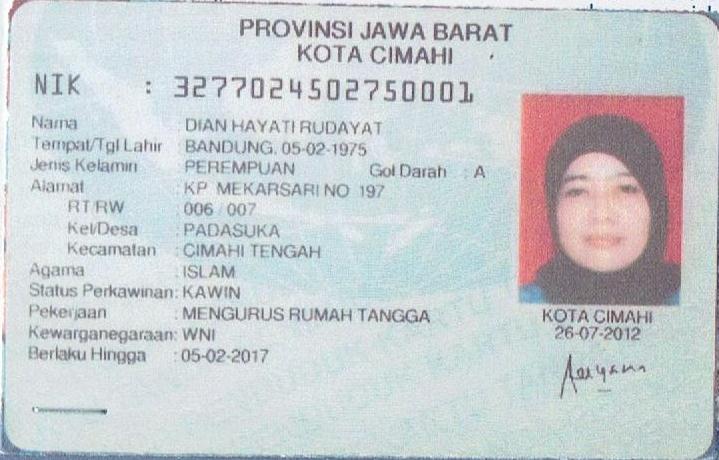 PROVINSI JAWA BARAT
KOTA CIMAHI
NIK : 3277024502750001
Nama : DIAN HAYATI RUDAYAT
Tempat/Tgl Lahir : BANDUNG. 05-02-1975
Jenis Kelamin : PEREMPUAN Gol Darah : A
Alamat : KP MEKARSARI NO 197
RT/RW : 006/007
Kel/Desa : PADASUKA
Kecamatan : CIMAHI TENGAH
Agama : ISLAM
Status Perkawinan: KAWIN
Pekerjaan : MENGURUS RUMAH TANGGA
Kewarganegaraan: WNI
Berlaku Hingga : 05-02-2017
KOTA CIMAHI
26-07-2012